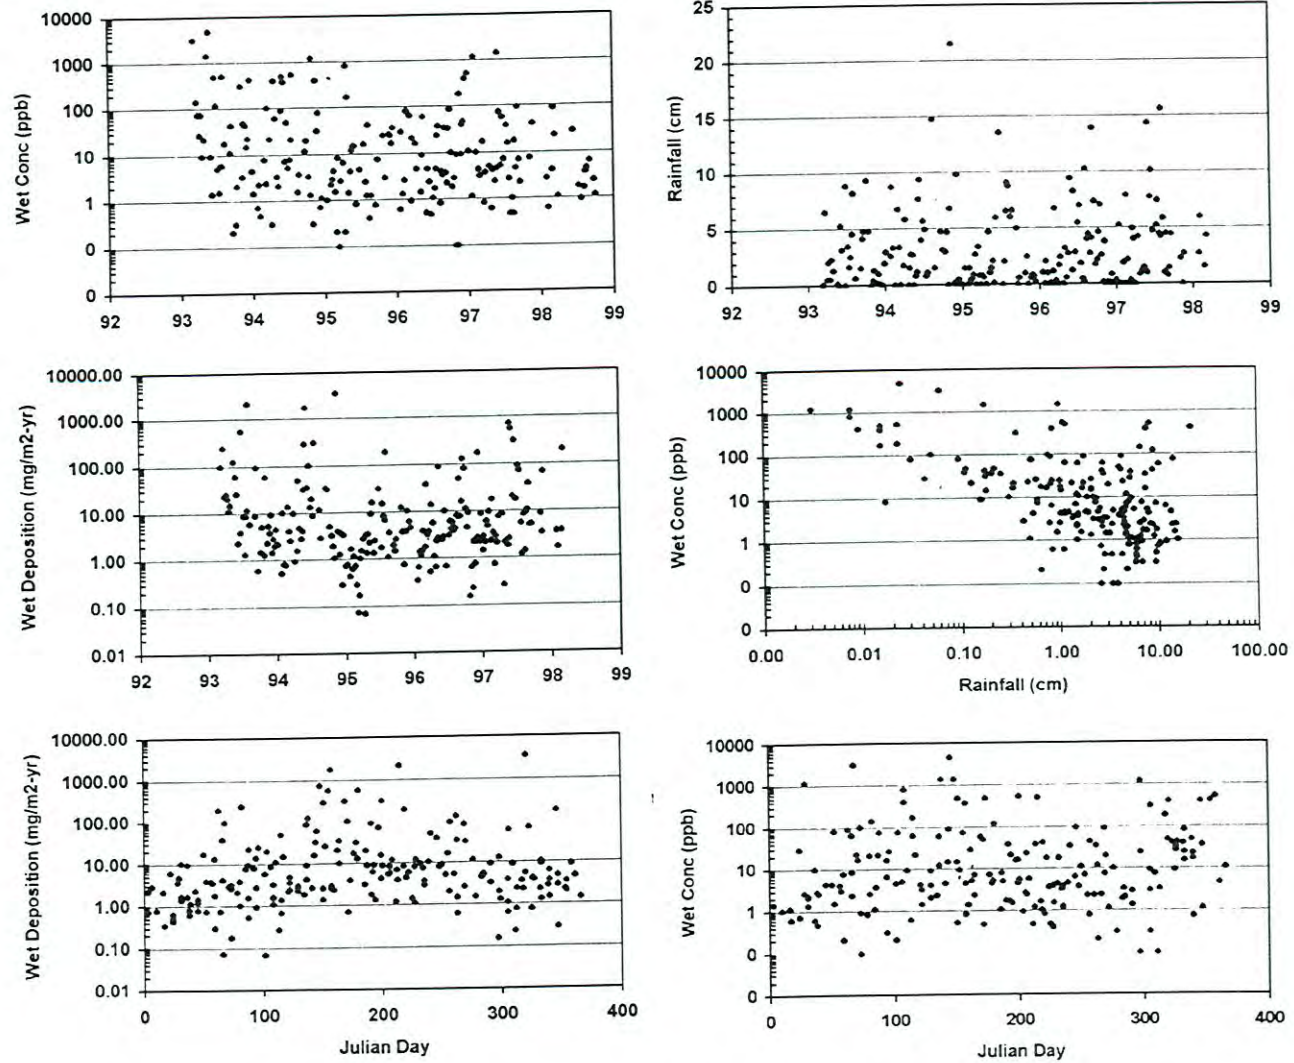 Wet Conc (ppb)
10000
1000
100
10
1
0
0
92 93 94 95 96 97 98 99
Rainfall (cm)
25
20
15
10
5
0
92 93 94 95 96 97 98 99
Wet Deposition (mg/m2-yr)
10000.00
1000.00
100.00
10.00
1.00
0.10
0.01
92 93 94 95 96 97 98 99
Wet Conc (ppb)
10000
1000
100
10
1
0
0
0.00 0.01 0.10 1.00 10.00 100.00
Rainfall (cm)
Wet Deposition (mg/m2-yr)
10000.00
1000.00
100.00
10.00
1.00
0.10
0.01
0 100 200 300 400
Julian Day
Wet Conc (ppb)
10000
1000
100
10
1
0
0
0 100 200 300 400
Julian Day